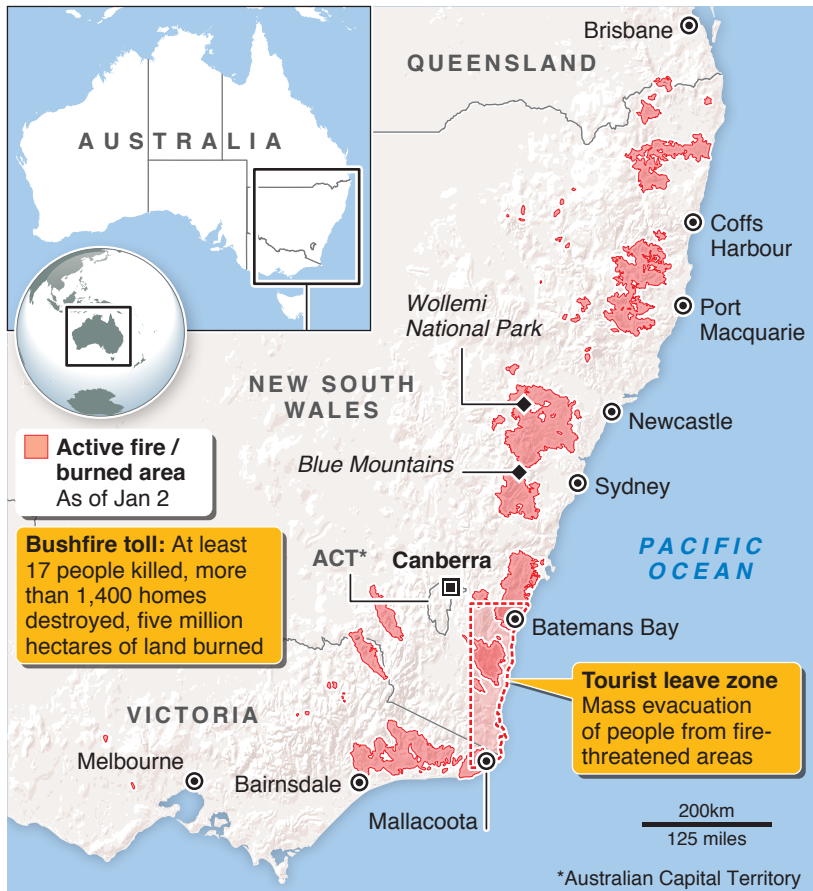 Brisbane
QUEENSLAND
AUSTRALIA
Coffs
Harbour
Wollemi
National Park
Port
Macquarie
NEW SOUTH
WALES
Newcastle
Active fire /
burned area
As of Jan 2
Blue Mountains
Sydney
Bushfire toll: At least
17 people killed, more
than 1,400 homes
destroyed, five million
hectares of land burned
ACT*
Canberra
PACIFIC
OCEAN
Batemans Bay
Tourist leave zone
Mass evacuation
of people from fire-
threatened areas
VICTORIA
Melbourne
Bairnsdale
Mallacoota
200km
125 miles
*Australian Capital Territory